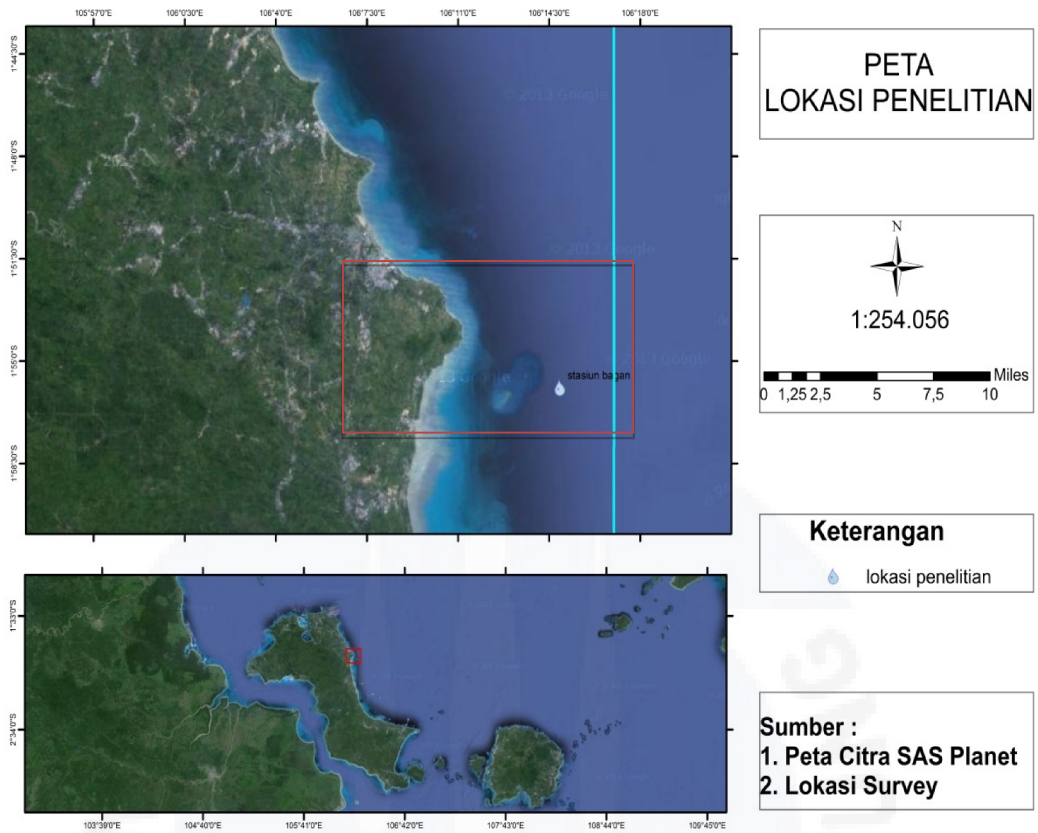 105°57'0"E 106°0'30"E 106°4'0"E 106°7'30"E 106°11'0"E 106°14'30"E 106°18'0"E
1°44'30"S
1°48'0"S
1°51'30"S
1°55'0"S
1°58'30"S
© 2013 Google
2013 Google
stasiun bagan
PETA
LOKASI PENELITIAN
N
1:254.056
Miles
0 1,25 2,5 5 7,5 10
Keterangan
lokasi penelitian
Sumber :
1. Peta Citra SAS Planet
2. Lokasi Survey
1°33'0"S
2°34'0"S
103°39'0"E 104°40'0"E 105°41'0"E 106°42'0"E 107°43'0"E 108°44'0"E 109°45'0"E